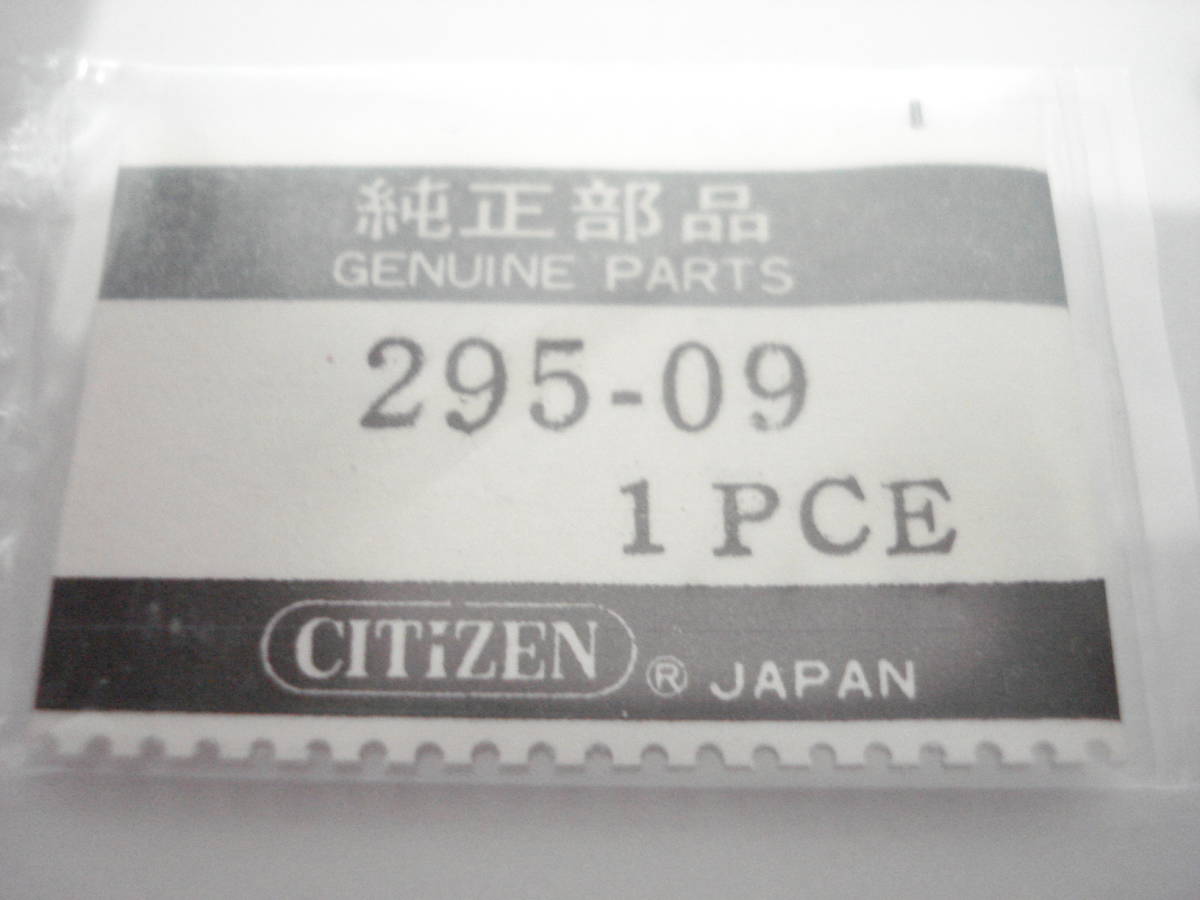 純正部品
GENUINE PARTS
295-09
1 PCE
CITiZEN ® JAPAN